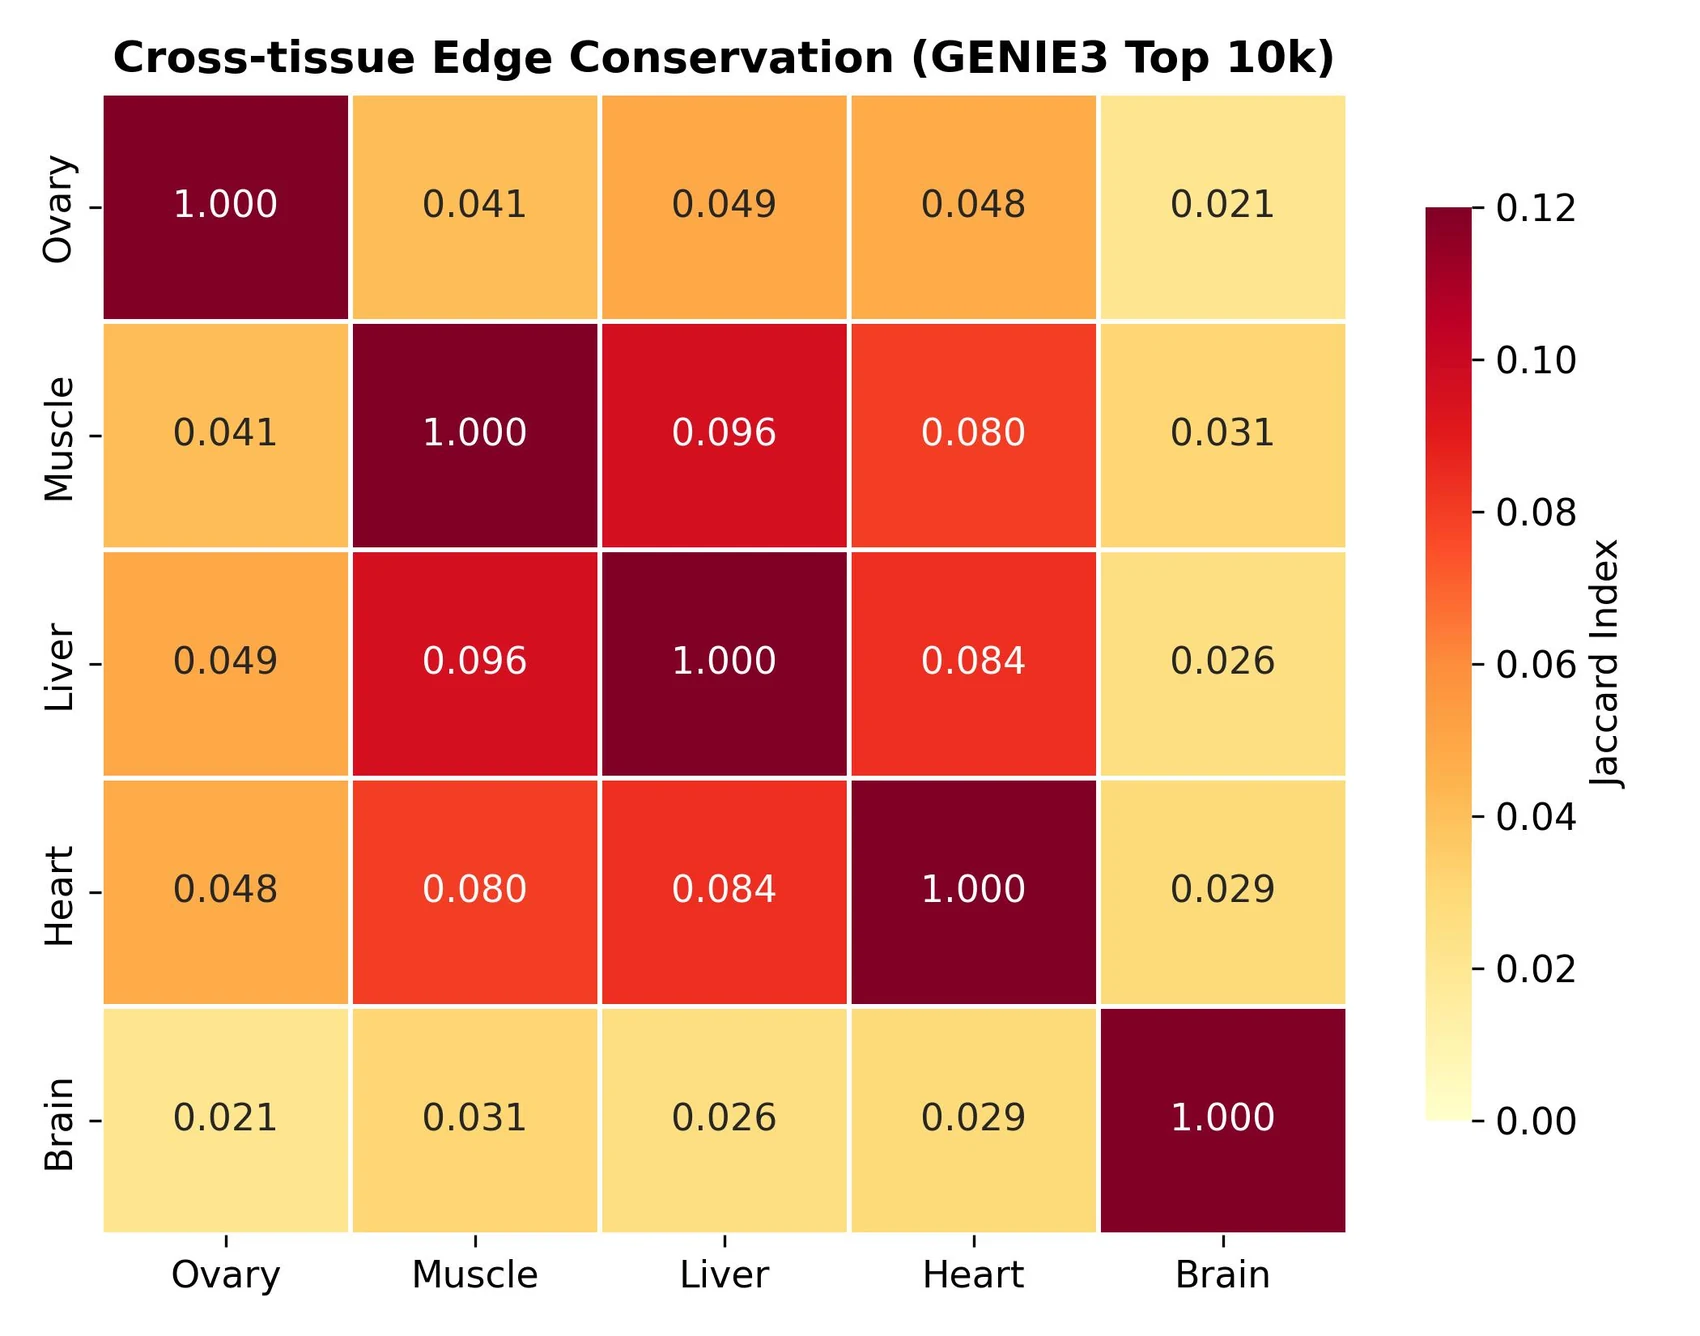 Cross-tissue Edge Conservation (GENIE3 Top 10k)
Ovary 1.000 0.041 0.049 0.048 0.021
Muscle 0.041 1.000 0.096 0.080 0.031
Liver 0.049 0.096 1.000 0.084 0.026
Heart 0.048 0.080 0.084 1.000 0.029
Brain 0.021 0.031 0.026 0.029 1.000
Ovary Muscle Liver Heart Brain
0.12
0.10
0.08
0.06
0.04
0.02
0.00
Jaccard Index